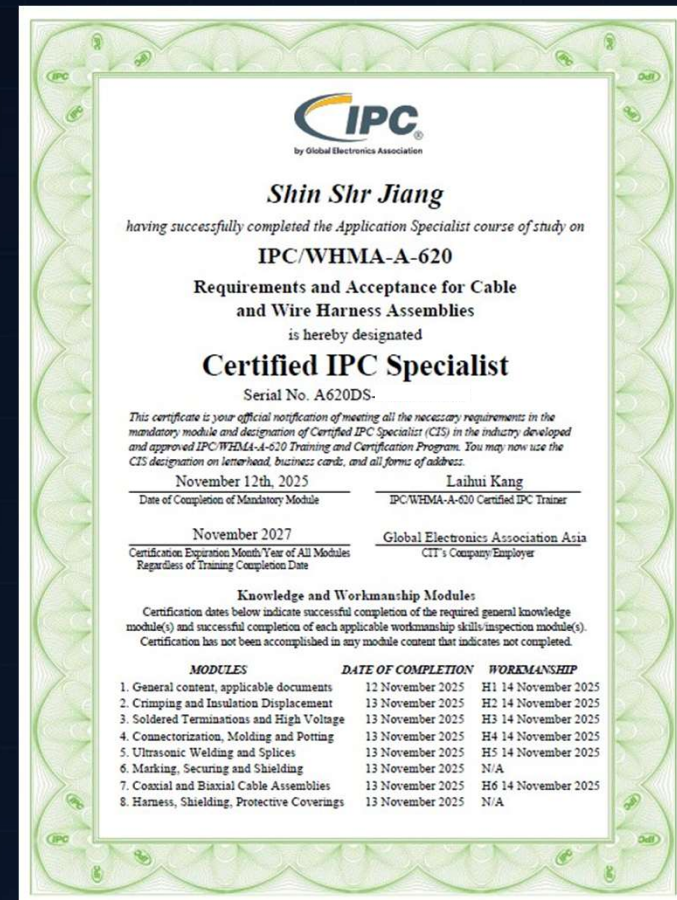 IPC®
by Global Electronics Association
Shin Shr Jiang
having successfully completed the Application Specialist course of study on
IPC/WHMA-A-620
Requirements and Acceptance for Cable
and Wire Harness Assemblies
is hereby designated
Certified IPC Specialist
Serial No. A620DS-
This certificate is your official notification of meeting all the necessary requirements in the
mandatory module and designation of Certified IPC Specialist (CIS) in the industry developed
and approved IPC/WHMA-A-620 Training and Certification Program. You may now use the
CIS designation on letterhead, business cards, and all forms of address.
November 12th, 2025 Laihui Kang
Date of Completion of Mandatory Module IPC/WHMA-A-620 Certified IPC Trainer
November 2027 Global Electronics Association Asia
Certification Expiration Month/Year of All Modules CIT's Company/Employer
Regardless of Training Completion Date
Knowledge and Workmanship Modules
Certification dates below indicate successful completion of the required general knowledge
module(s) and successful completion of each applicable workmanship skills/inspection module(s).
Certification has not been accomplished in any module content that indicates not completed.
MODULES DATE OF COMPLETION WORKMANSHIP
1. General content, applicable documents 12 November 2025 H1 14 November 2025
2. Crimping and Insulation Displacement 13 November 2025 H2 14 November 2025
3. Soldered Terminations and High Voltage 13 November 2025 H3 14 November 2025
4. Connectorization, Molding and Potting 13 November 2025 H4 14 November 2025
5. Ultrasonic Welding and Splices 13 November 2025 H5 14 November 2025
6. Marking, Securing and Shielding 13 November 2025 N/A
7. Coaxial and Biaxial Cable Assemblies 13 November 2025 H6 14 November 2025
8. Harness, Shielding, Protective Coverings 13 November 2025 N/A